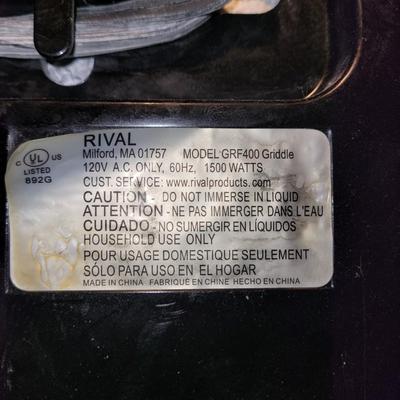 RIVAL
Milford, MA 01757 MODEL:GRF400 Griddle
120V A.C. ONLY, 60Hz, 1500 WATTS
CUST. SERVICE: www.rivalproducts.com
CAUTION - DO NOT IMMERSE IN LIQUID
ATTENTION - NE PAS IMMERGER DANS L'EAU
CUIDADO - NO SUMERGIR EN LÍQUIDOS
HOUSEHOLD USE ONLY
POUR USAGE DOMESTIQUE SEULEMENT
SÓLO PARA USO EN EL HOGAR
MADE IN CHINA FABRIQUÉ EN CHINE HECHO EN CHINA
C UL US
LISTED
892G